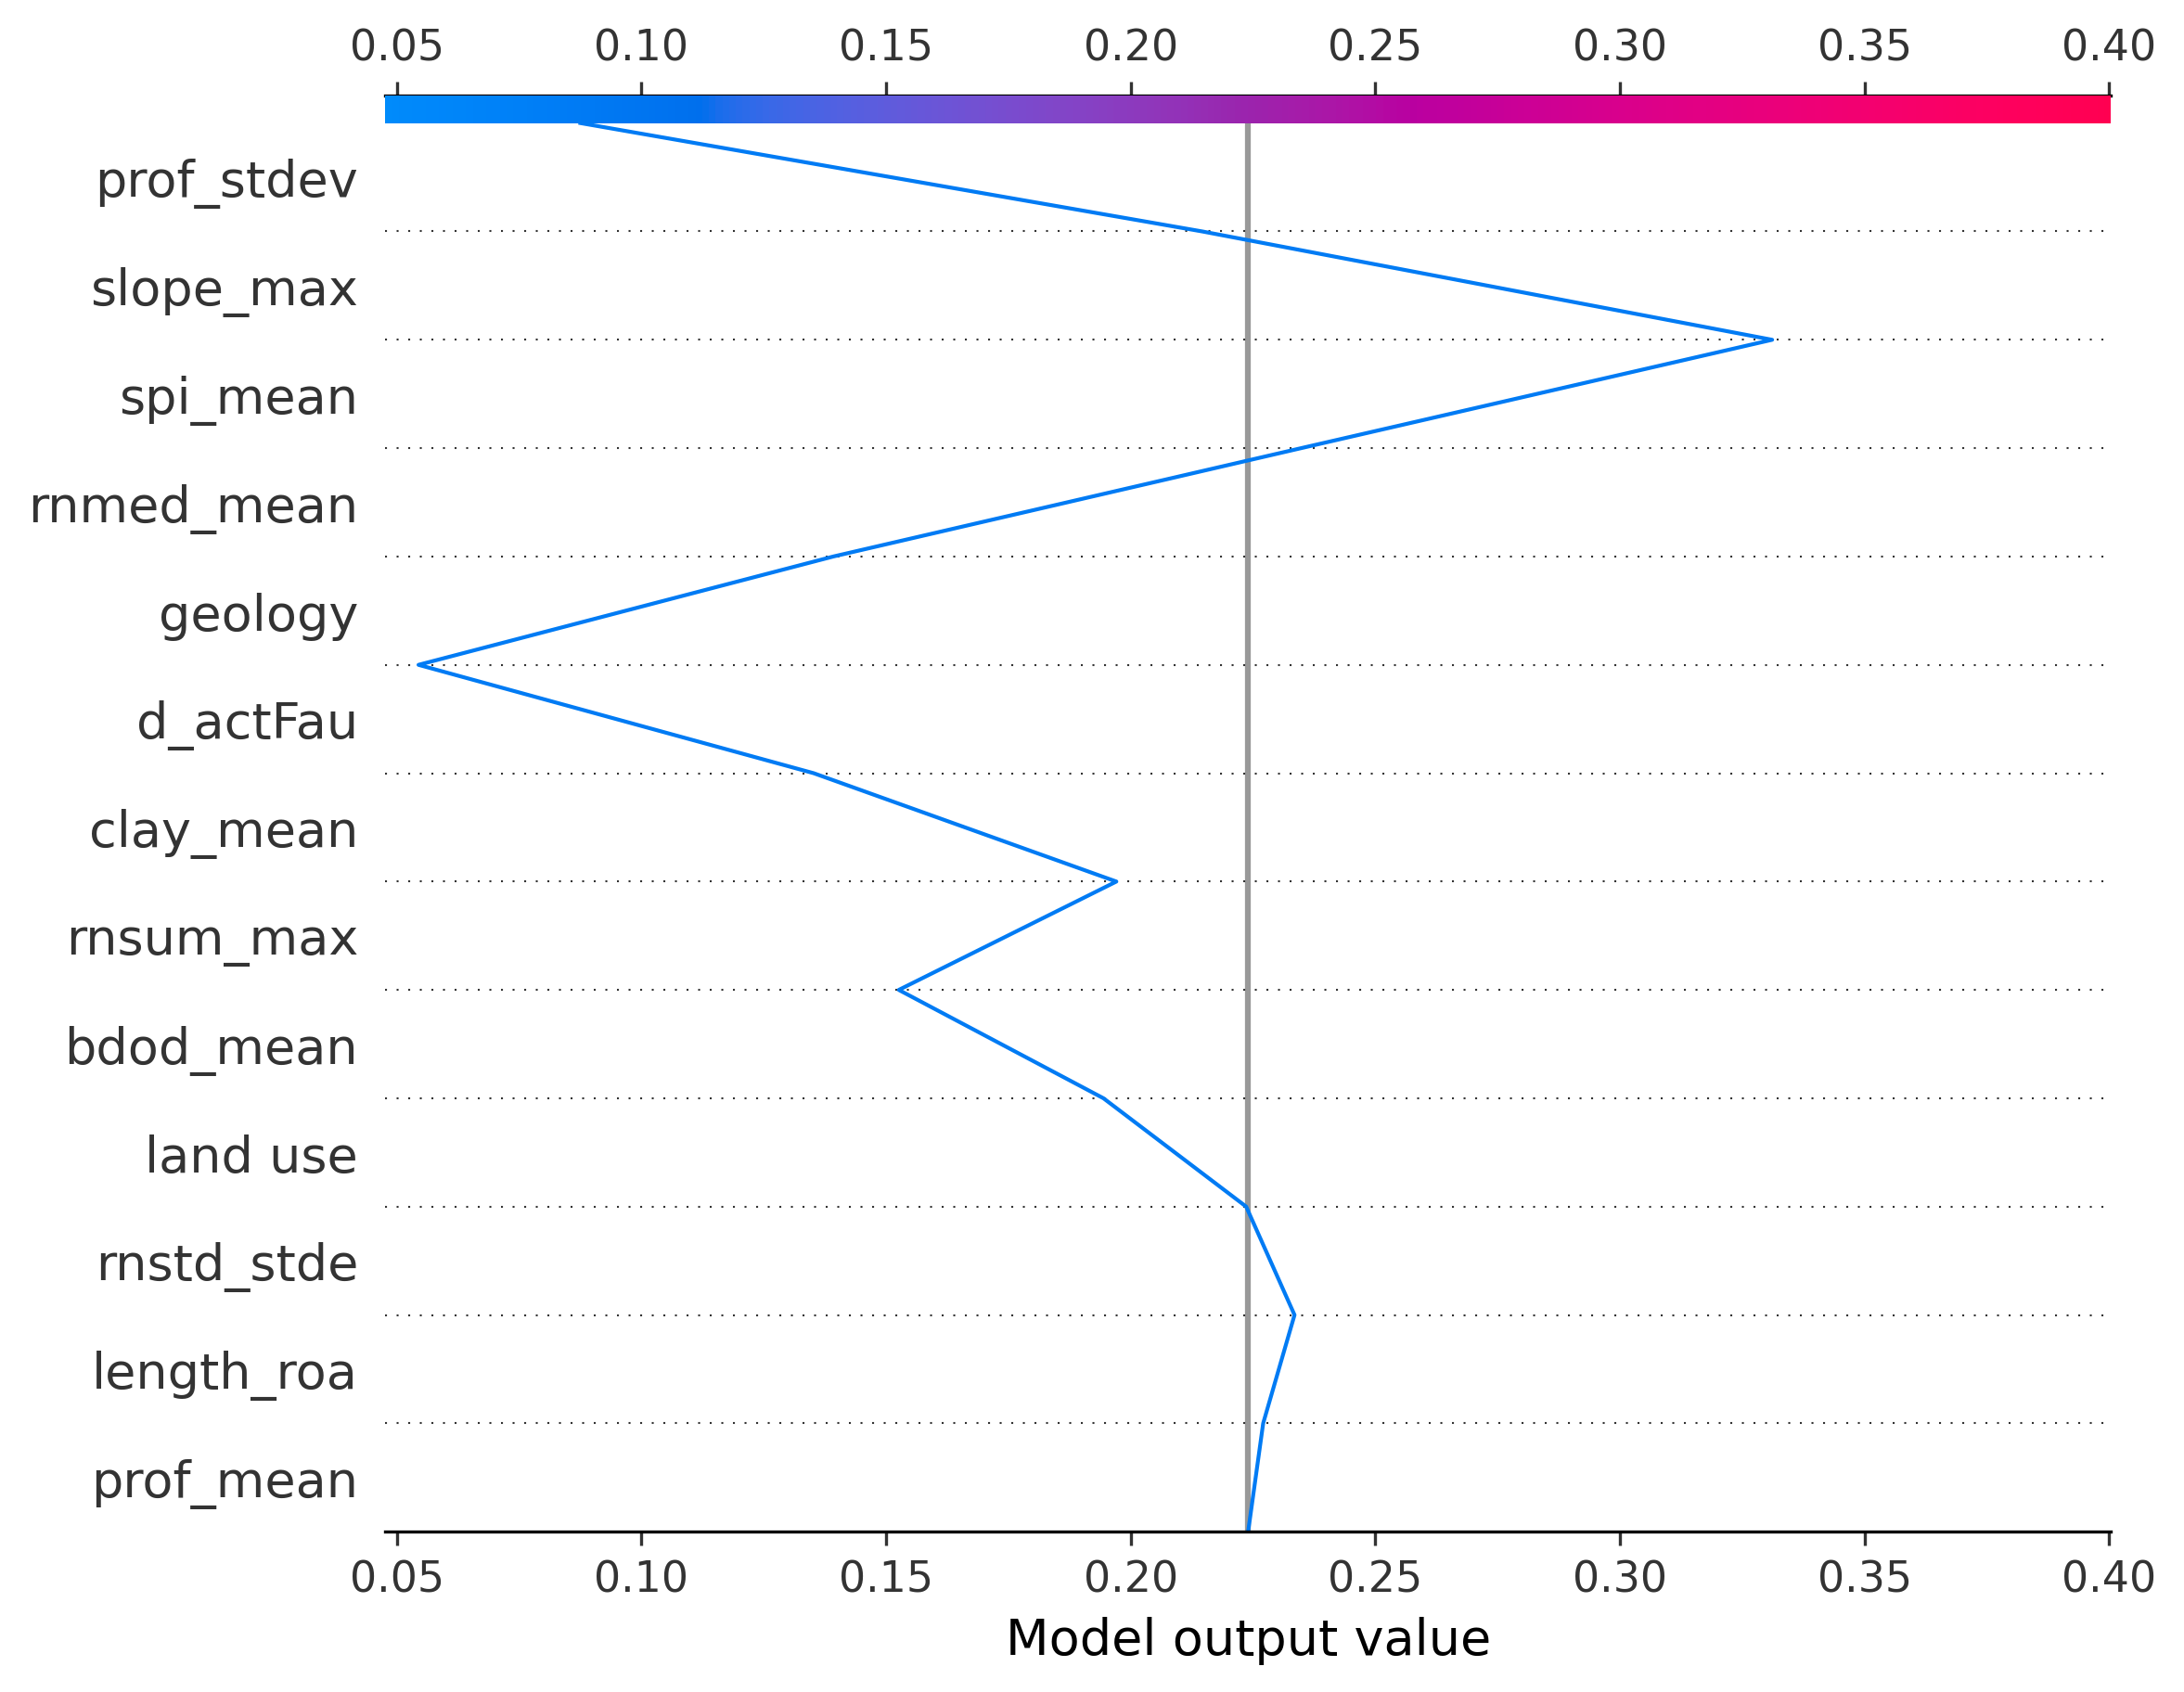 0.05 0.10 0.15 0.20 0.25 0.30 0.35 0.40
prof_stdev
slope_max
spi_mean
rnmed_mean
geology
d_actFau
clay_mean
rnsum_max
bdod_mean
land use
rnstd_stde
length_roa
prof_mean
0.05 0.10 0.15 0.20 0.25 0.30 0.35 0.40
Model output value